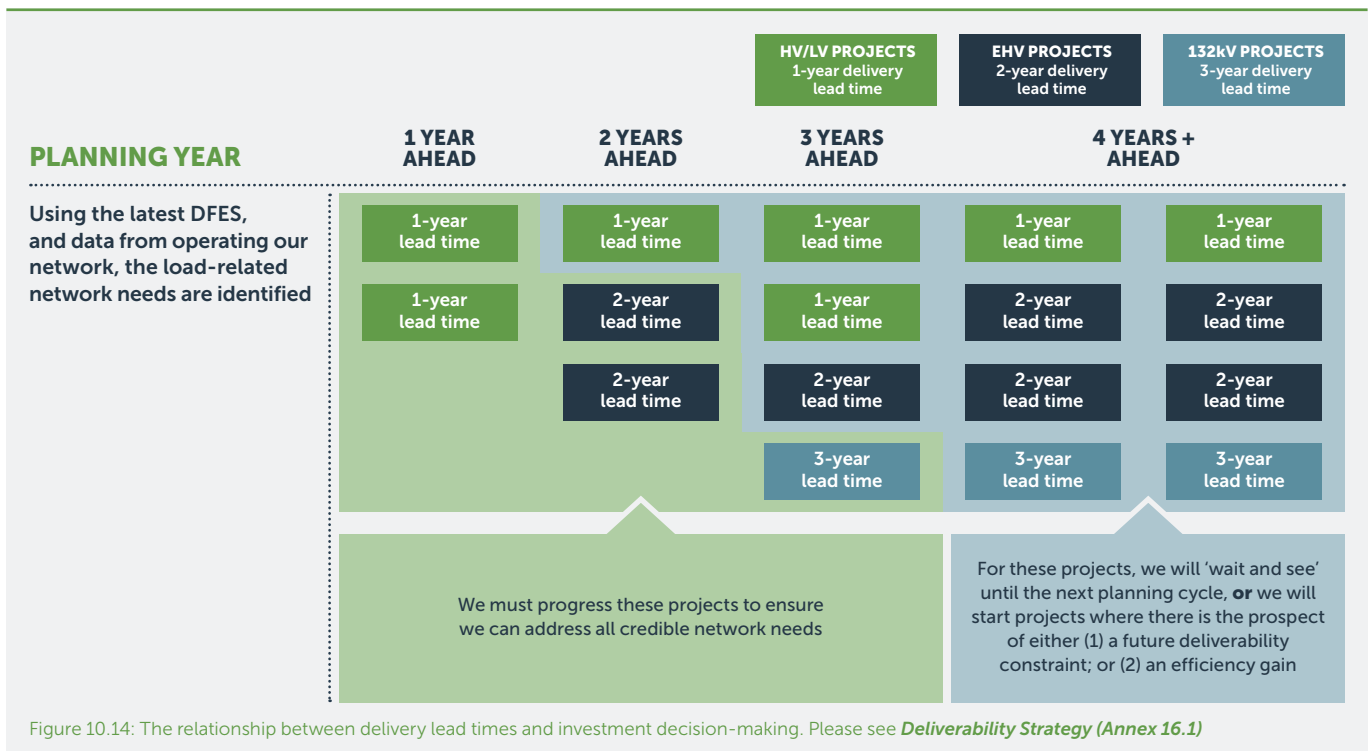 HV/LV PROJECTS
1-year delivery
lead time
EHV PROJECTS
2-year delivery
lead time
132kV PROJECTS
3-year delivery
lead time
PLANNING YEAR
1 YEAR
AHEAD
2 YEARS
AHEAD
3 YEARS
AHEAD
4 YEARS +
AHEAD
Using the latest DFES,
and data from operating our
network, the load-related
network needs are identified
1-year
lead time
1-year
lead time
1-year
lead time
1-year
lead time
1-year
lead time
1-year
lead time
2-year
lead time
1-year
lead time
2-year
lead time
2-year
lead time
2-year
lead time
2-year
lead time
2-year
lead time
2-year
lead time
3-year
lead time
3-year
lead time
3-year
lead time
We must progress these projects to ensure
we can address all credible network needs
For these projects, we will ‘wait and see’
until the next planning cycle, or we will
start projects where there is the prospect
of either (1) a future deliverability
constraint; or (2) an efficiency gain
Figure 10.14: The relationship between delivery lead times and investment decision-making. Please see Deliverability Strategy (Annex 16.1)